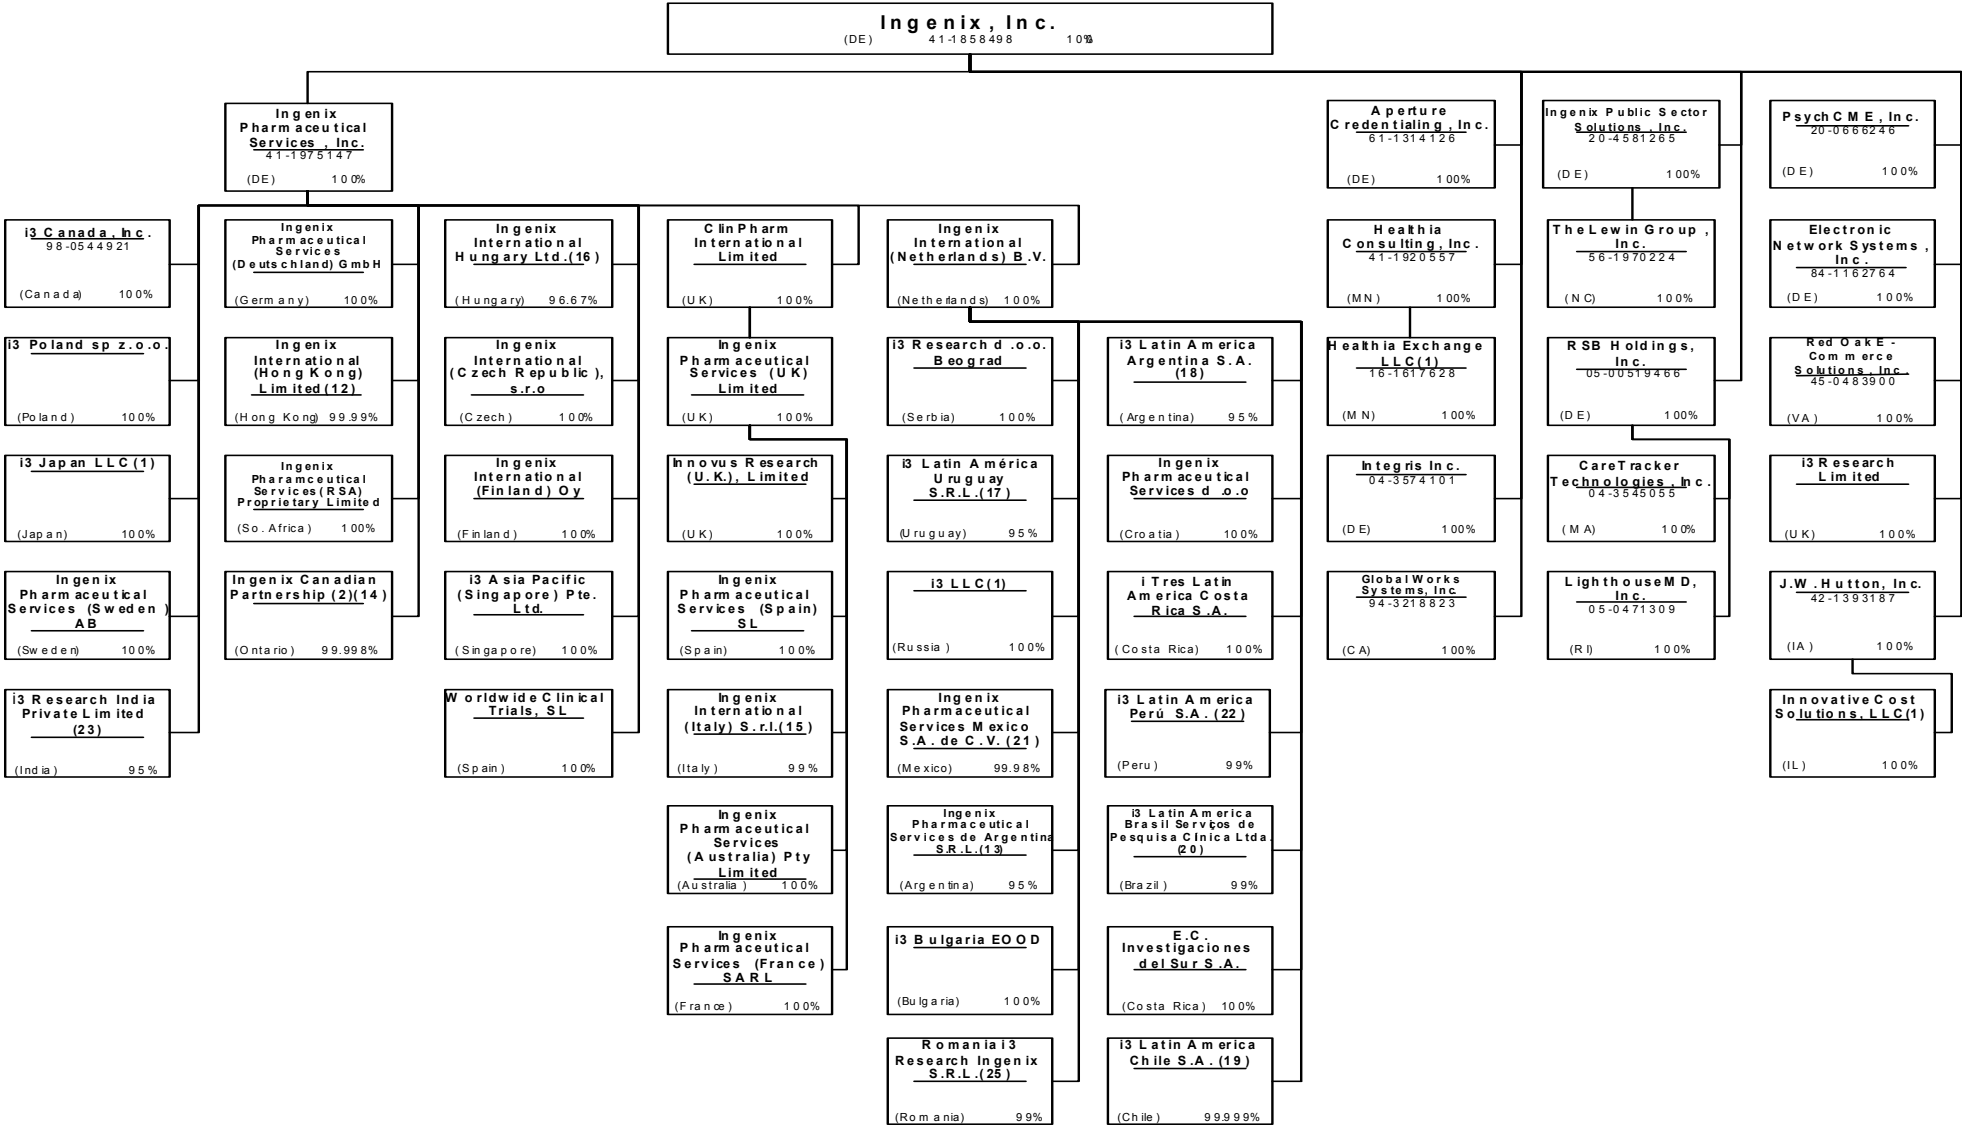 Ingenix, Inc.
(DE) 41-1858498 100%
Ingenix
Pharmaceutical
Services, Inc.
41-1975147
(DE) 100%
Aperture
Credentialing, Inc.
61-1314126
(DE) 100%
Ingenix Public Sector
Solutions, Inc.
20-4581265
(DE) 100%
PsychCME, Inc.
20-0666246
(DE) 100%
i3 Canada, Inc.
98-0544921
(Canada) 100%
Ingenix
Pharmaceutical
Services
(Deutschland) GmbH
(Germany) 100%
Ingenix
International
Hungary Ltd.(16)
(Hungary) 96.67%
ClinPharm
International
Limited
(UK) 100%
Ingenix
International
(Netherlands) B.V.
(Netherlands) 100%
Healthia
Consulting, Inc.
41-1920557
(MN) 100%
The Lewin Group,
Inc.
56-1970224
(NC) 100%
Electronic
Network Systems,
Inc.
84-1162764
(DE) 100%
i3 Poland sp z.o.o.
(Poland) 100%
Ingenix
International
(Hong Kong)
Limited (12)
(Hong Kong) 99.99%
Ingenix
International
(Czech Republic),
s.r.o
(Czech) 100%
Ingenix
Pharmaceutical
Services (UK)
Limited
(UK) 100%
i3 Research d.o.o.
Beograd
(Serbia) 100%
i3 Latin America
Argentina S.A.
(18)
(Argentina) 95%
Healthia Exchange
LLC(1)
16-1617628
(MN) 100%
RSB Holdings,
Inc.
05-00519466
(DE) 100%
Red Oak E-
Commerce
Solutions, Inc.
45-0483900
(VA) 100%
i3 Japan LLC(1)
(Japan) 100%
Ingenix
Pharamceutical
Services (RSA)
Proprietary Limited
(So. Africa) 100%
Ingenix
International
(Finland) Oy
(Finland) 100%
Innovus Research
(U.K.), Limited
(UK) 100%
i3 Latin América
Uruguay
S.R.L.(17)
(Uruguay) 95%
Ingenix
Pharmaceutical
Services d.o.o
(Croatia) 100%
Integris Inc.
04-3574101
(DE) 100%
CareTracker
Technologies, Inc.
04-3545055
(MA) 100%
i3 Research
Limited
(UK) 100%
Ingenix
Pharmaceutical
Services (Sweden)
AB
(Sweden) 100%
Ingenix Canadian
Partnership (2)(14)
(Ontario) 99.998%
i3 Asia Pacific
(Singapore) Pte.
Ltd.
(Singapore) 100%
Ingenix
Pharmaceutical
Services (Spain)
SL
(Spain) 100%
i3 LLC(1)
(Russia) 100%
i Tres Latin
America Costa
Rica S.A.
(Costa Rica) 100%
Global Works
Systems, Inc.
94-3218823
(CA) 100%
Lighthouse MD,
Inc.
05-0471309
(RI) 100%
J.W. Hutton, Inc.
42-1393187
(IA) 100%
i3 Research India
Private Limited
(23)
(India) 95%
Worldwide Clinical
Trials, SL
(Spain) 100%
Ingenix
International
(Italy) S.r.l.(15)
(Italy) 99%
Ingenix
Pharmaceutical
Services Mexico
S.A. de C.V. (21)
(Mexico) 99.98%
i3 Latin America
Perú S.A. (22)
(Peru) 99%
Innovative Cost
Solutions, LLC(1)
(IL) 100%
Ingenix
Pharmaceutical
Services
(Australia) Pty
Limited
(Australia) 100%
Ingenix
Pharmaceutical
Services de Argentina
S.R.L.(13)
(Argentina) 95%
i3 Latin America
Brasil Serviços de
Pesquisa Clínica Ltda.
(20)
(Brazil) 99%
Ingenix
Pharmaceutical
Services (France)
SARL
(France) 100%
i3 Bulgaria EOOD
(Bulgaria) 100%
E.C.
Investigaciones
del Sur S.A.
(Costa Rica) 100%
Romania i3
Research Ingenix
S.R.L.(25)
(Romania) 99%
i3 Latin America
Chile S.A. (19)
(Chile) 99.999%